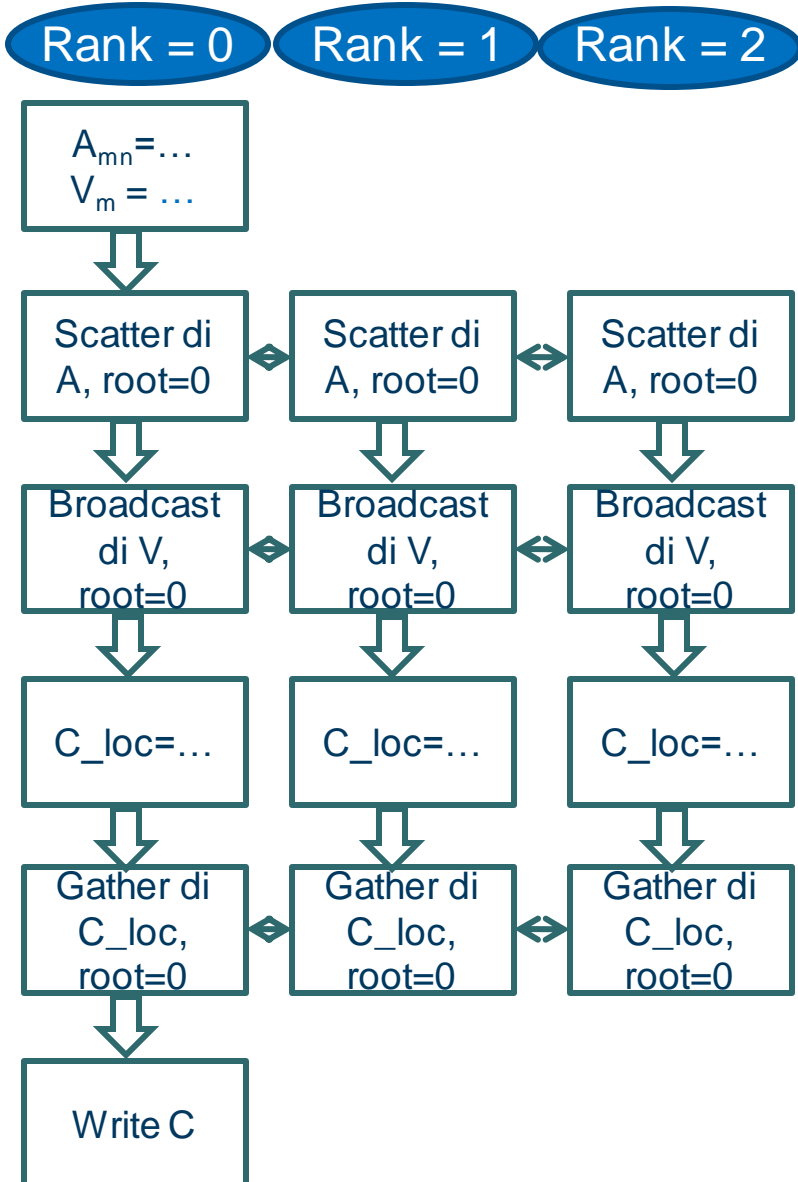 Rank = 0
Rank = 1
Rank = 2
Aₘₙ=…
Vₘ = …
Scatter di
A, root=0
Scatter di
A, root=0
Scatter di
A, root=0
Broadcast
di V,
root=0
Broadcast
di V,
root=0
Broadcast
di V,
root=0
C_loc=…
C_loc=…
C_loc=…
Gather di
C_loc,
root=0
Gather di
C_loc,
root=0
Gather di
C_loc,
root=0
Write C